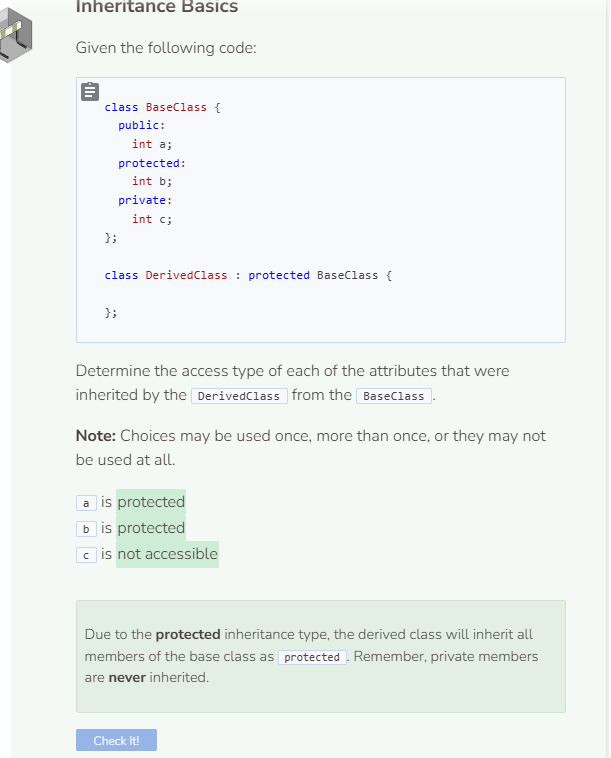 Inheritance Basics
Given the following code:
class BaseClass {
public:
int a;
protected:
int b;
private:
int c;
};
class DerivedClass : protected BaseClass {
};
Determine the access type of each of the attributes that were
inherited by the DerivedClass from the BaseClass.
Note: Choices may be used once, more than once, or they may not
be used at all.
a is protected
b is protected
c is not accessible
Due to the protected inheritance type, the derived class will inherit all
members of the base class as protected. Remember, private members
are never inherited.
Check It!